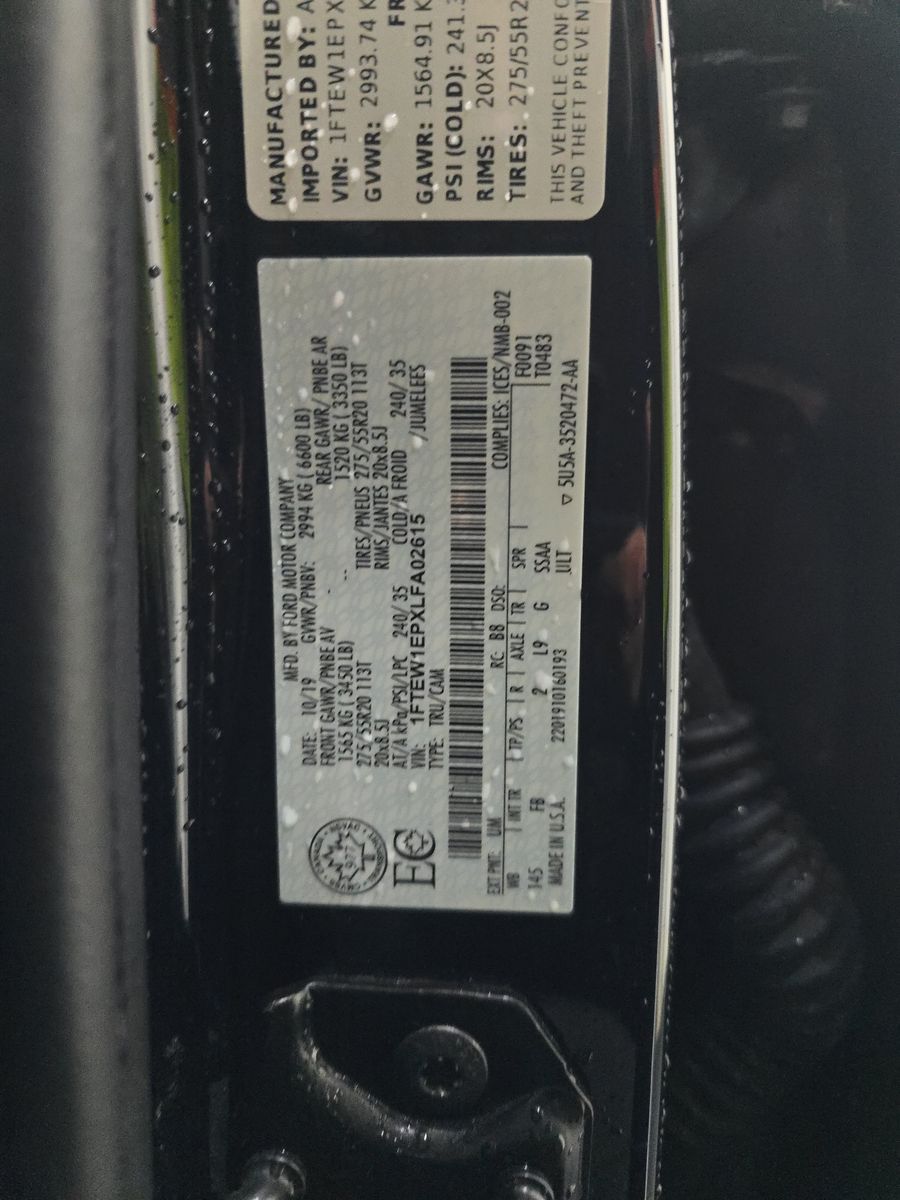 MANUFACTURED
IMPORTED BY: A
VIN: 1FTEW1EPX
GVWR: 2993.74 K
FR
GAWR: 1564.91 K
PSI (COLD): 241.3
RIMS: 20X8.5J
TIRES: 275/55R2
THIS VEHICLE CONFO
AND THEFT PREVENT
MFD. BY FORD MOTOR COMPANY
DATE: 10/19 GVWR/PNBV: 2994 KG ( 6600 LB)
FRONT GAWR/PNBE AV REAR GAWR/ PNBE AR
1565 KG ( 3450 LB) 1520 KG ( 3350 LB)
275/55R20 113T TIRES/PNEUS 275/55R20 113T
20x8.5J RIMS/JANTES 20x8.5J
AT/A kPa/PSI/LPC 240/ 35 COLD/A FROID 240/ 35
VIN: 1FTEW1EPXLFA02615 /JUMELEES
TYPE: TRU/CAM
977
EC
EXT PNT: UM RC: B8 DSO: COMPLIES: ICES/NMB-002
WB | INT TR | TP/PS | R | AXLE | TR | SPR | F0091
145 FB 2 L9 G SSAA T0483
MADE IN U.S.A. 2201910160193 ULT ▽ 5U5A-3520472-AA